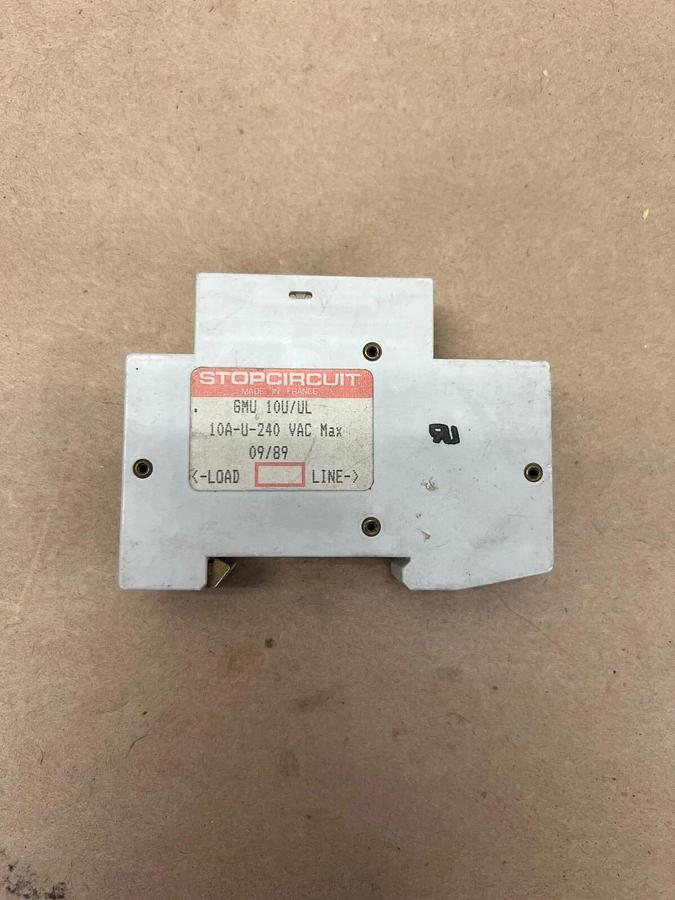 STOPCIRCUIT
MADE IN FRANCE
GMU 10U/UL
10A-U-240 VAC Max
09/89
<-LOAD LINE->